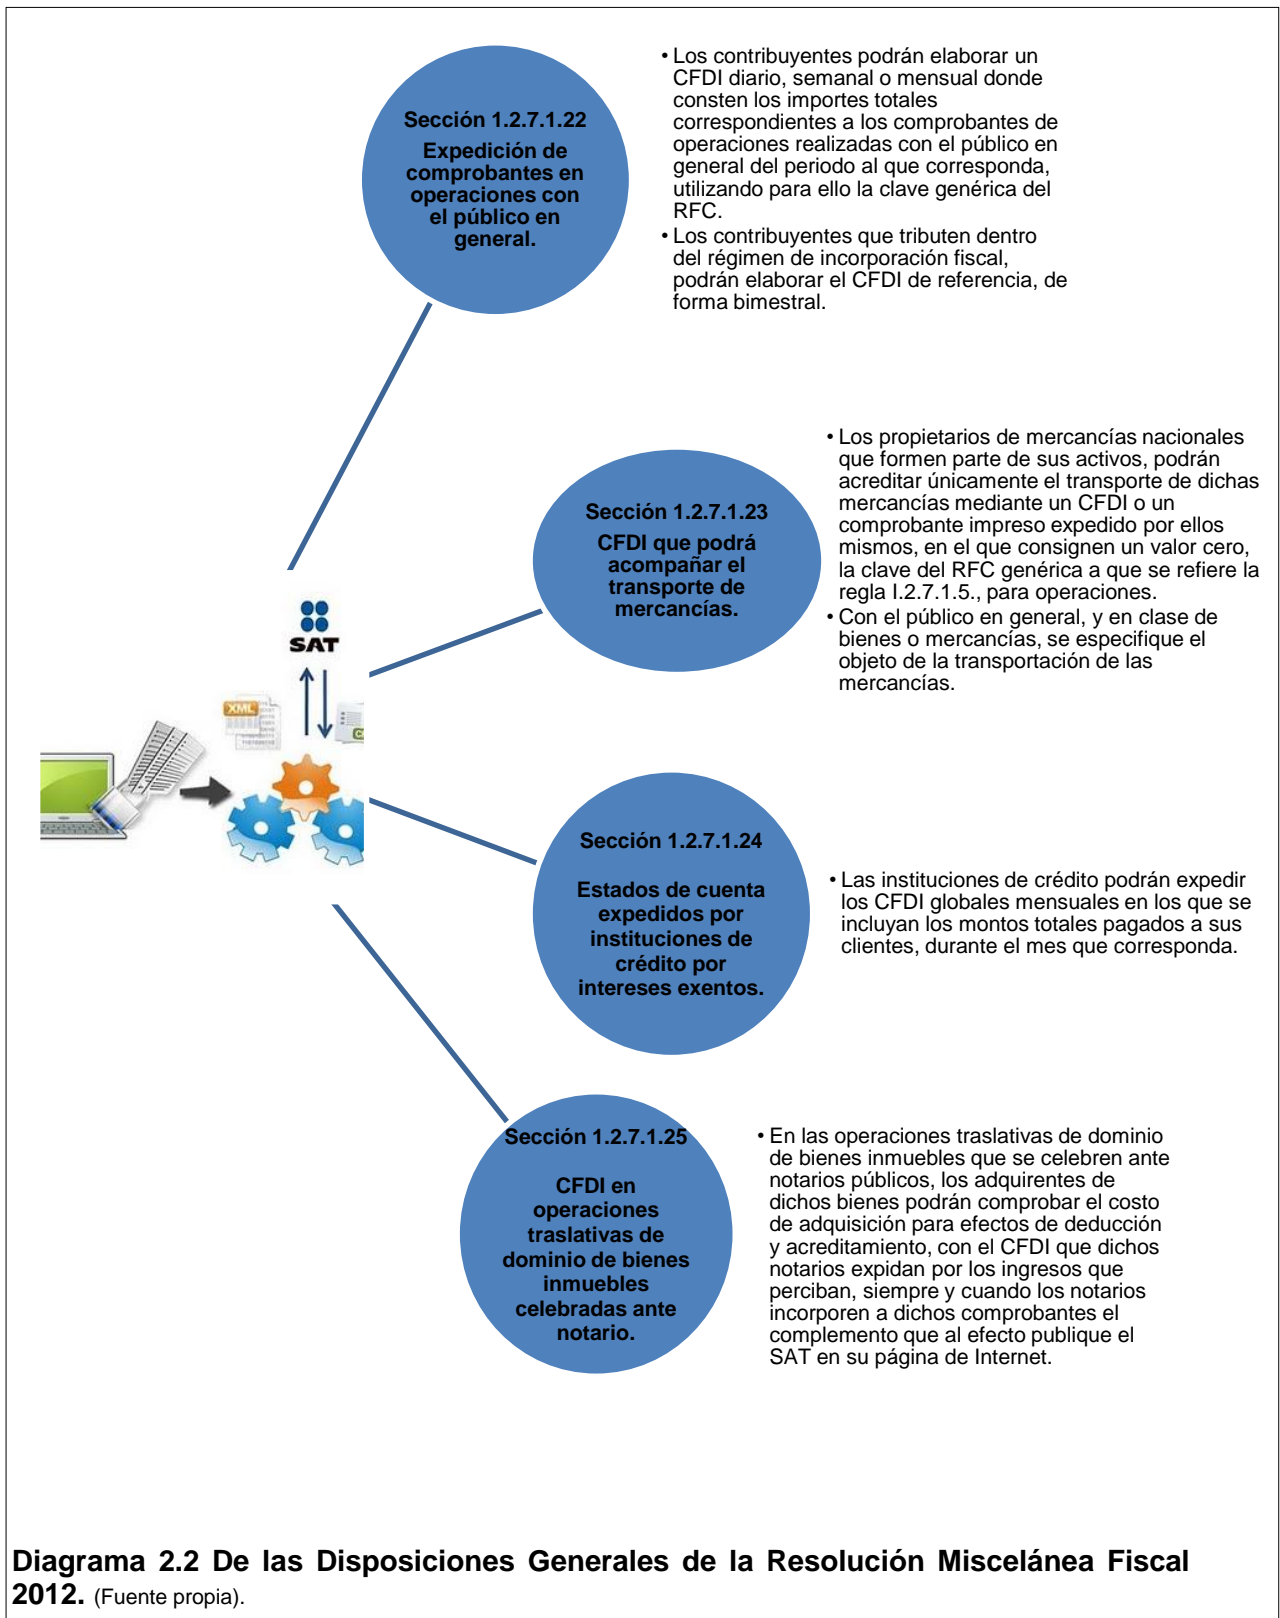 Sección 1.2.7.1.22
Expedición de
comprobantes en
operaciones con
el público en
general.
• Los contribuyentes podrán elaborar un
CFDI diario, semanal o mensual donde
consten los importes totales
correspondientes a los comprobantes de
operaciones realizadas con el público en
general del periodo al que corresponda,
utilizando para ello la clave genérica del
RFC.
• Los contribuyentes que tributen dentro
del régimen de incorporación fiscal,
podrán elaborar el CFDI de referencia, de
forma bimestral.
Sección 1.2.7.1.23
CFDI que podrá
acompañar el
transporte de
mercancías.
• Los propietarios de mercancías nacionales
que formen parte de sus activos, podrán
acreditar únicamente el transporte de dichas
mercancías mediante un CFDI o un
comprobante impreso expedido por ellos
mismos, en el que consignen un valor cero,
la clave del RFC genérica a que se refiere la
regla I.2.7.1.5., para operaciones.
• Con el público en general, y en clase de
bienes o mercancías, se especifique el
objeto de la transportación de las
mercancías.
SAT
XML
Sección 1.2.7.1.24
Estados de cuenta
expedidos por
instituciones de
crédito por
intereses exentos.
• Las instituciones de crédito podrán expedir
los CFDI globales mensuales en los que se
incluyan los montos totales pagados a sus
clientes, durante el mes que corresponda.
Sección 1.2.7.1.25
CFDI en
operaciones
traslativas de
dominio de bienes
inmuebles
celebradas ante
notario.
• En las operaciones traslativas de dominio
de bienes inmuebles que se celebren ante
notarios públicos, los adquirentes de
dichos bienes podrán comprobar el costo
de adquisición para efectos de deducción
y acreditamiento, con el CFDI que dichos
notarios expidan por los ingresos que
perciban, siempre y cuando los notarios
incorporen a dichos comprobantes el
complemento que al efecto publique el
SAT en su página de Internet.
Diagrama 2.2 De las Disposiciones Generales de la Resolución Miscelánea Fiscal
2012. (Fuente propia).